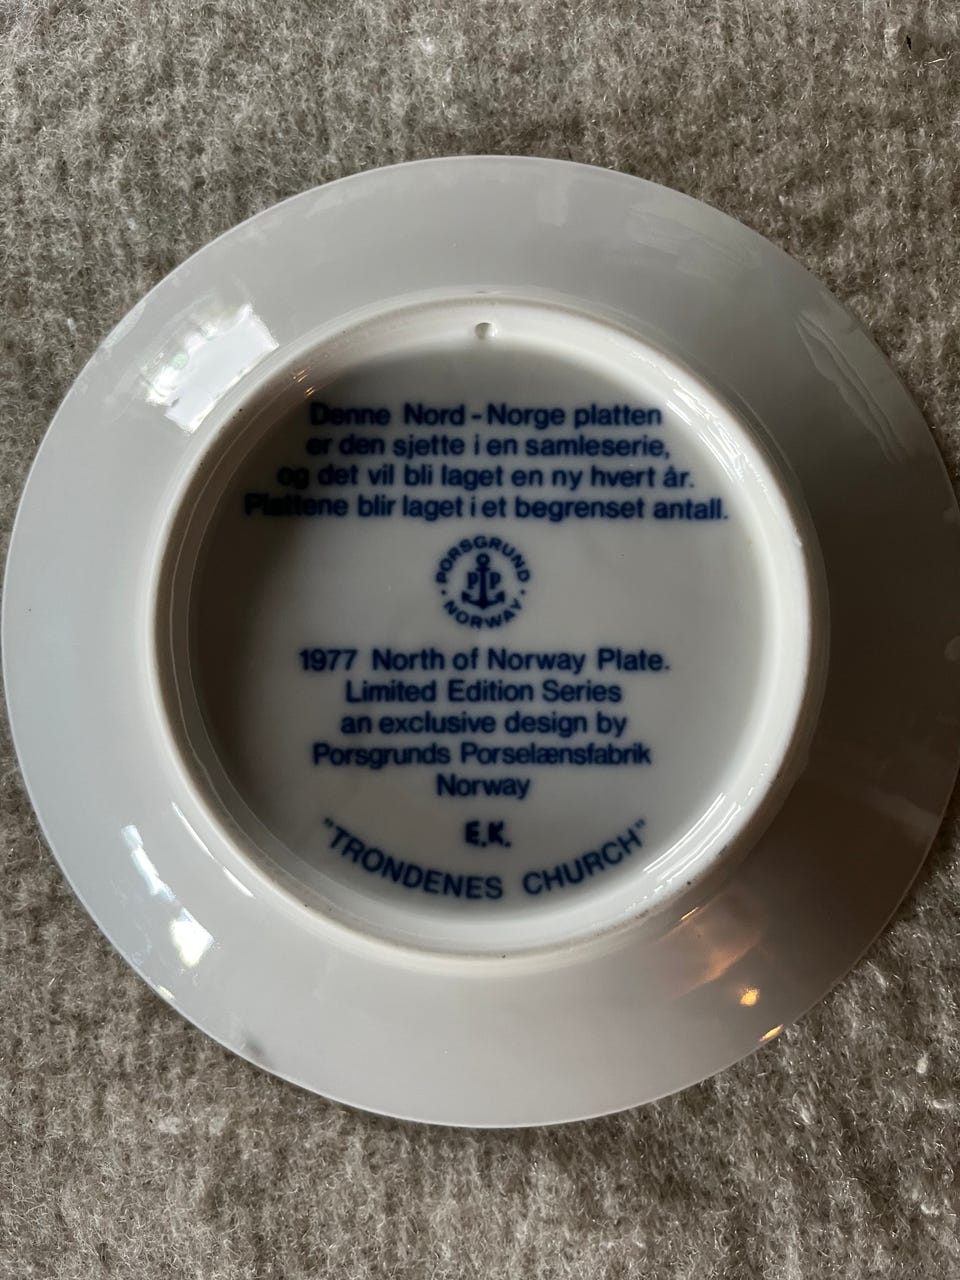 Denne Nord - Norge platten
er den sjette i en samleserie,
og det vil bli laget en ny hvert år.
Plattene blir laget i et begrenset antall.
PORSGRUND
P P
NORWAY
1977 North of Norway Plate.
Limited Edition Series
an exclusive design by
Porsgrunds Porselænsfabrik
Norway
E.K.
"TRONDENES CHURCH"